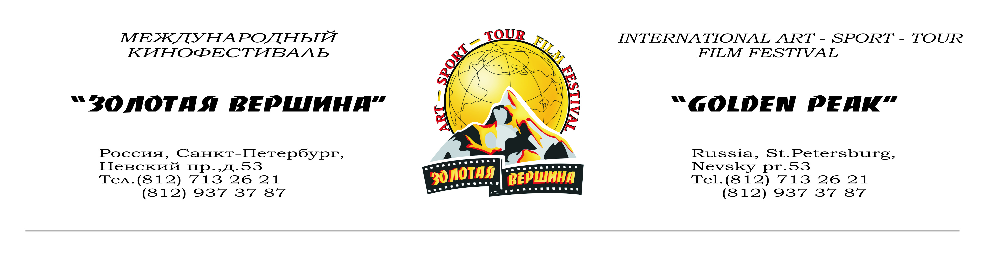 МЕЖДУНАРОДНЫЙ
КИНОФЕСТИВАЛЬ
“ЗОЛОТАЯ ВЕРШИНА”
Россия, Санкт-Петербург,
Невский пр.,д.53
Тел.(812) 713 26 21
(812) 937 37 87
ART — SPORT — TOUR FILM FESTIVAL
ЗОЛОТАЯ ВЕРШИНА
INTERNATIONAL ART - SPORT - TOUR
FILM FESTIVAL
“GOLDEN PEAK”
Russia, St.Petersburg,
Nevsky pr.53
Tel.(812) 713 26 21
(812) 937 37 87